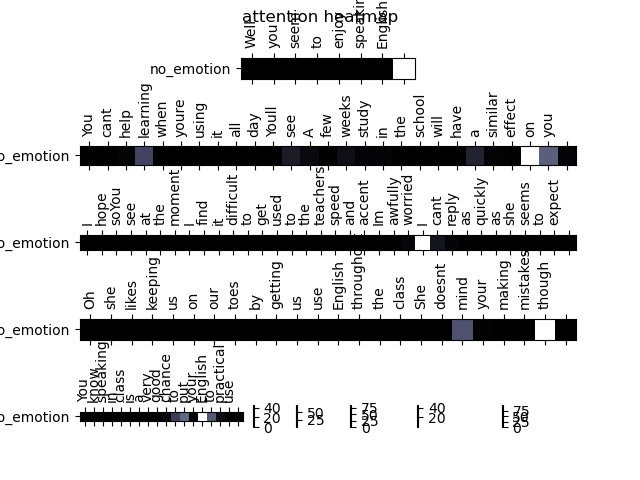 attention heatmap
Well you seem to enjoy speaking English
no_emotion
You cant help learning when youre using it all day Youll see A few weeks study in the school will have a similar effect on you
o_emotion
I hope soYou see at the moment I find it difficult to get used to the teachers speed and accent Im awfully worried I cant reply as quickly as she seems to expect
o_emotion
Oh she likes keeping us on our toes by getting us use English throughout the class She doesnt mind your making mistakes though
o_emotion
You know speaking in class is a very good chance to put your English to practical use
o_emotion
40 20 0
50 25
75 50 25 0
40 20
75 50 25 0